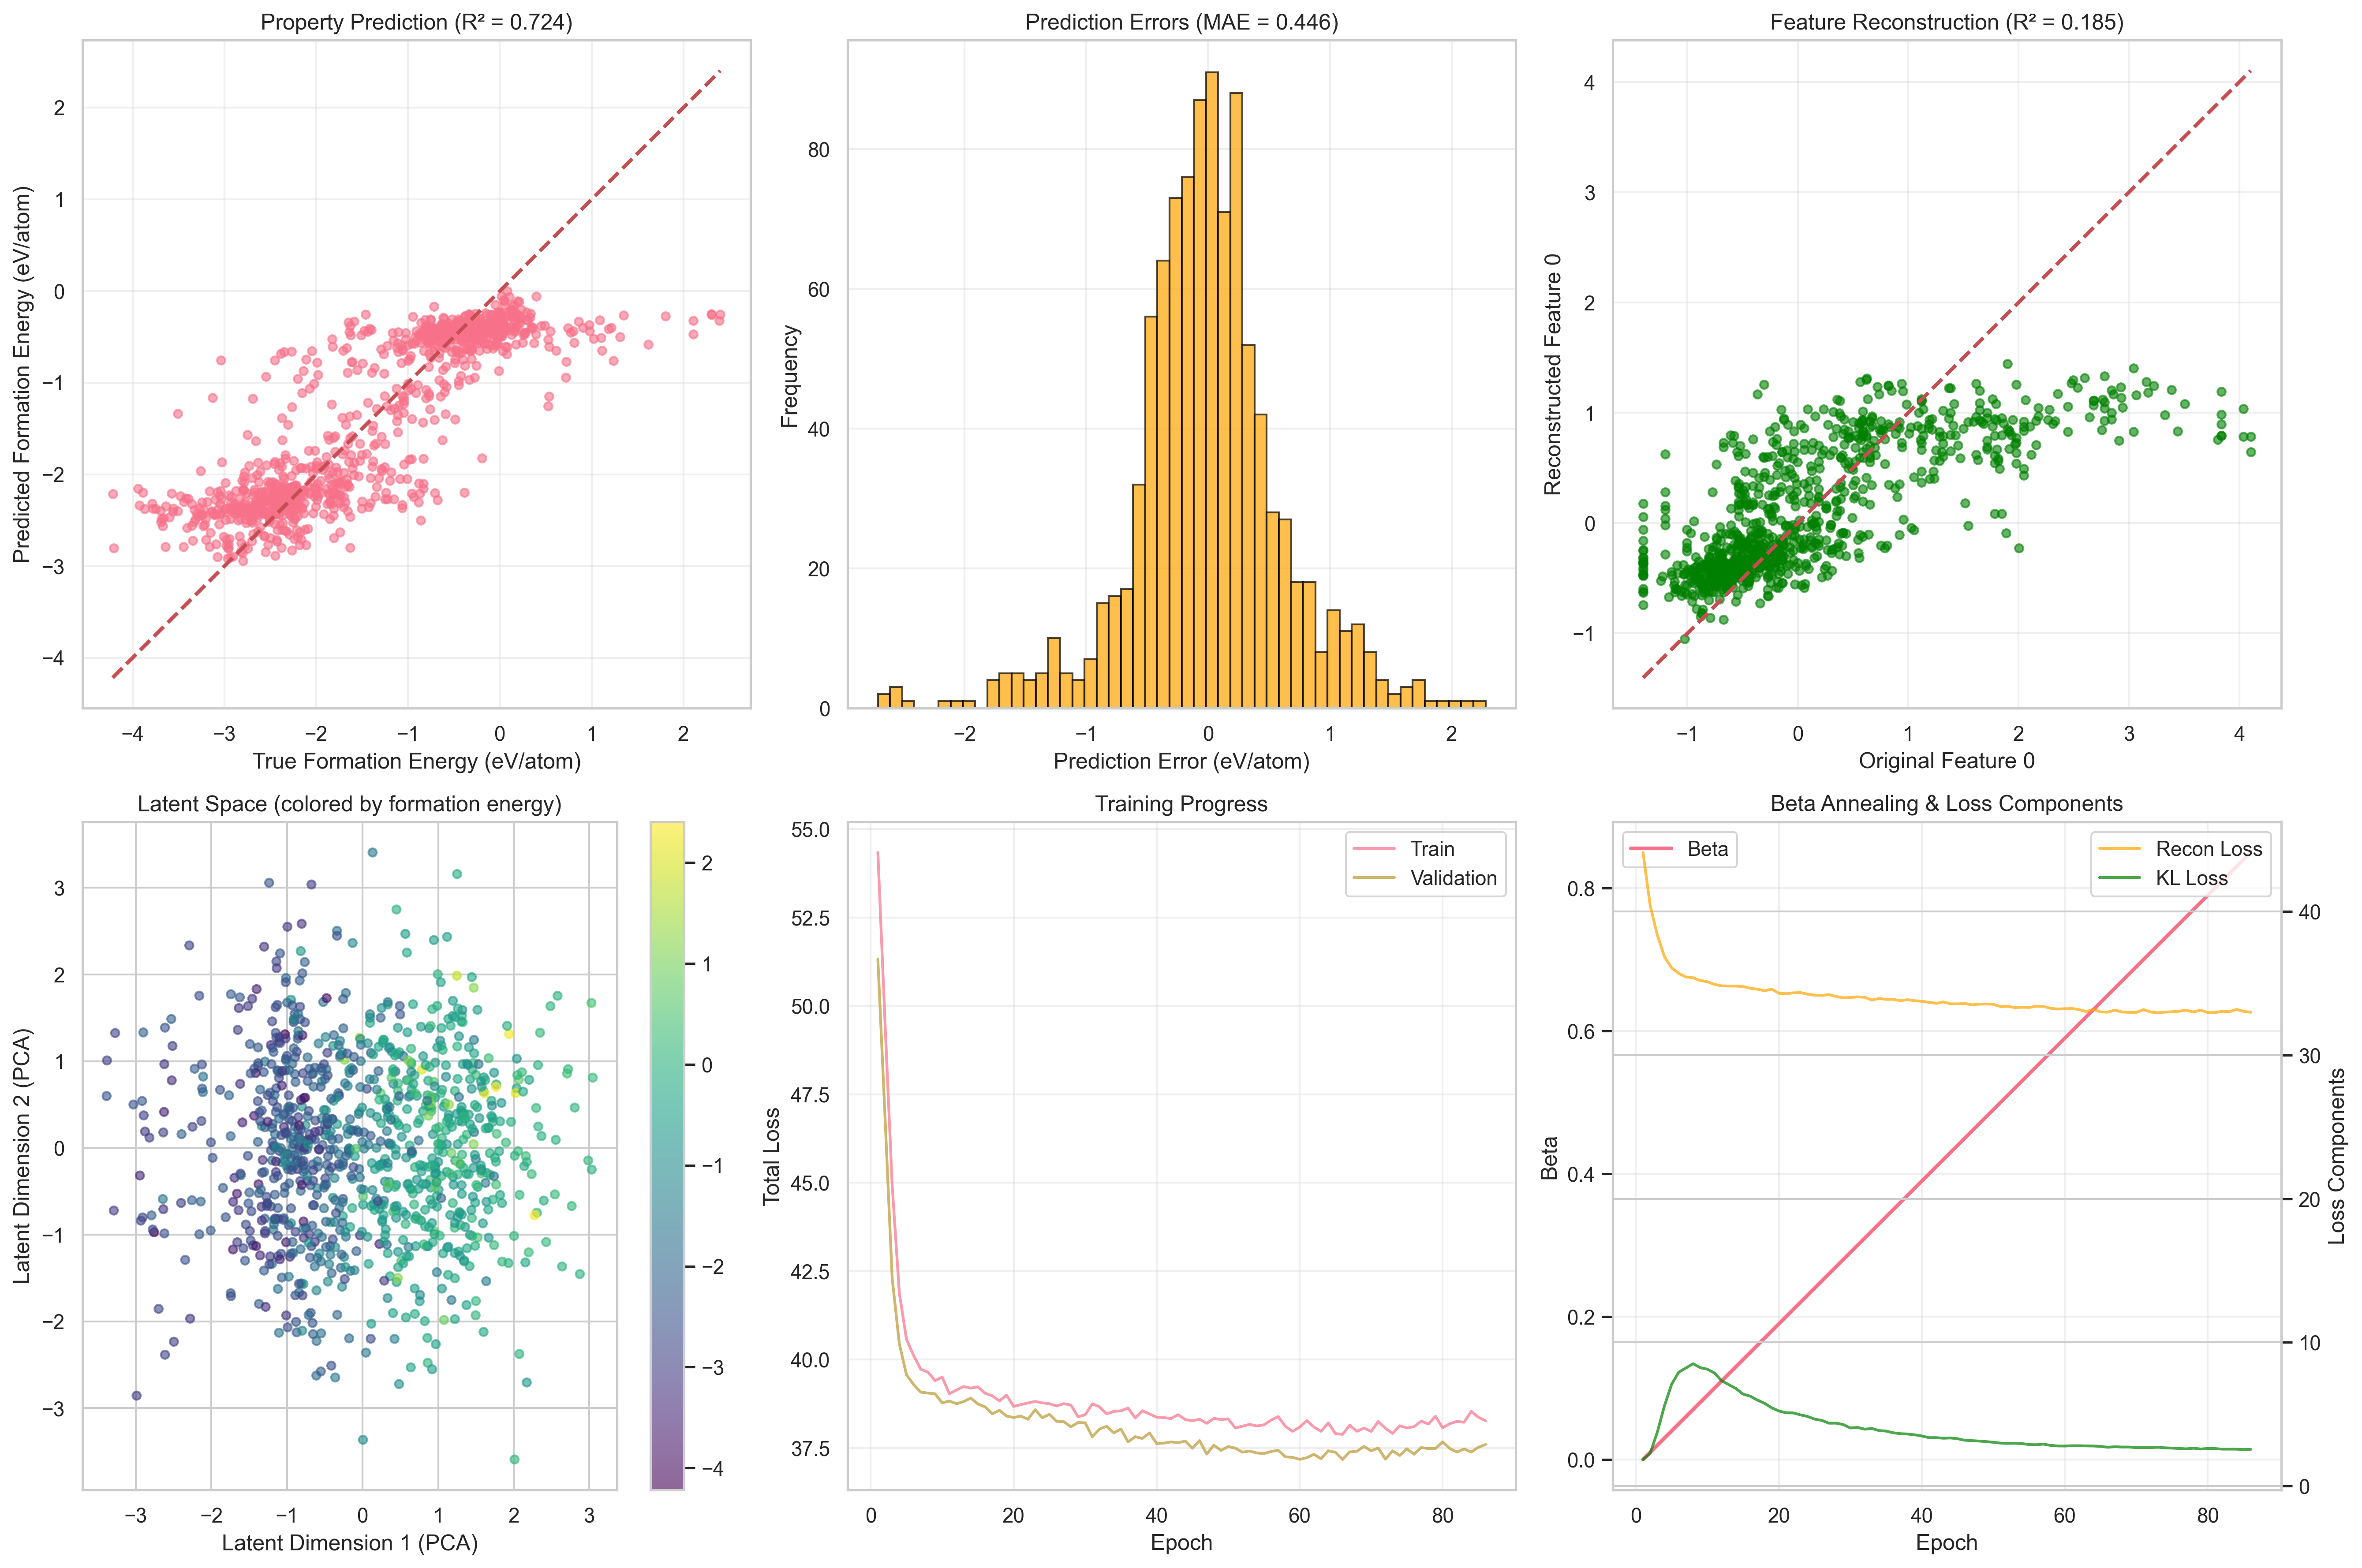 Property Prediction (R² = 0.724)
2
1
0
−1
−2
−3
−4
Predicted Formation Energy (eV/atom)
−4 −3 −2 −1 0 1 2
True Formation Energy (eV/atom)
Prediction Errors (MAE = 0.446)
80
60
40
20
0
Frequency
−2 −1 0 1 2
Prediction Error (eV/atom)
Feature Reconstruction (R² = 0.185)
4
3
2
1
0
−1
Reconstructed Feature 0
−1 0 1 2 3 4
Original Feature 0
Latent Space (colored by formation energy)
3
2
1
0
−1
−2
−3
Latent Dimension 2 (PCA)
−3 −2 −1 0 1 2 3
Latent Dimension 1 (PCA)
2
1
0
−1
−2
−3
−4
Training Progress
Train
Validation
55.0
52.5
50.0
47.5
45.0
42.5
40.0
37.5
Total Loss
0 20 40 60 80
Epoch
Beta Annealing & Loss Components
Beta
Recon Loss
KL Loss
0.8
0.6
0.4
0.2
0.0
Beta
0 20 40 60 80
Epoch
40
30
20
10
0
Loss Components